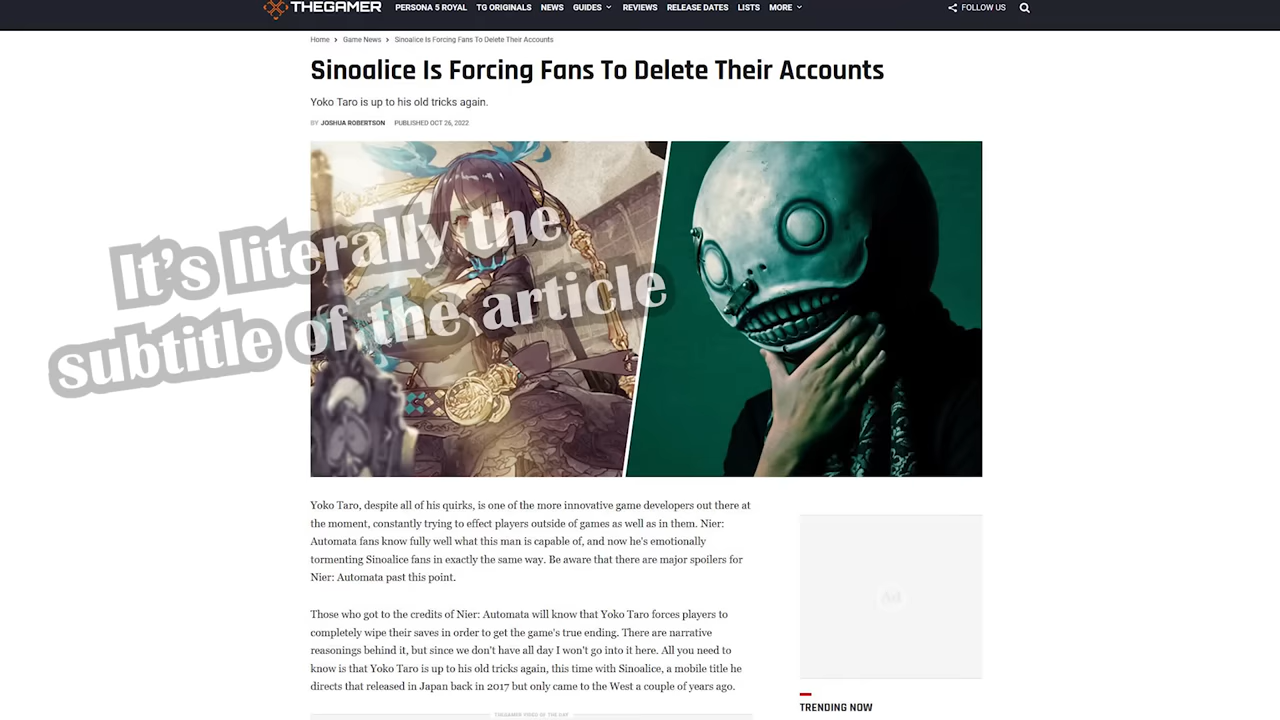 THEGAMER
PERSONA 5 ROYAL TG ORIGINALS NEWS GUIDES REVIEWS RELEASE DATES LISTS MORE FOLLOW US
Home > Game News > Sinoalice Is Forcing Fans To Delete Their Accounts
Sinoalice Is Forcing Fans To Delete Their Accounts
Yoko Taro is up to his old tricks again.
BY JOSHUA ROBERTSON PUBLISHED OCT 26, 2022
It's literally the
subtitle of the article
Yoko Taro, despite all of his quirks, is one of the more innovative game developers out there at
the moment, constantly trying to effect players outside of games as well as in them. Nier:
Automata fans know fully well what this man is capable of, and now he's emotionally
tormenting Sinoalice fans in exactly the same way. Be aware that there are major spoilers for
Nier: Automata past this point.
Those who got to the credits of Nier: Automata will know that Yoko Taro forces players to
completely wipe their saves in order to get the game's true ending. There are narrative
reasonings behind it, but since we don't have all day I won't go into it here. All you need to
know is that Yoko Taro is up to his old tricks again, this time with Sinoalice, a mobile title he
directs that released in Japan back in 2017 but only came to the West a couple of years ago.
Ad
TRENDING NOW
THEGAMER VIDEO OF THE DAY